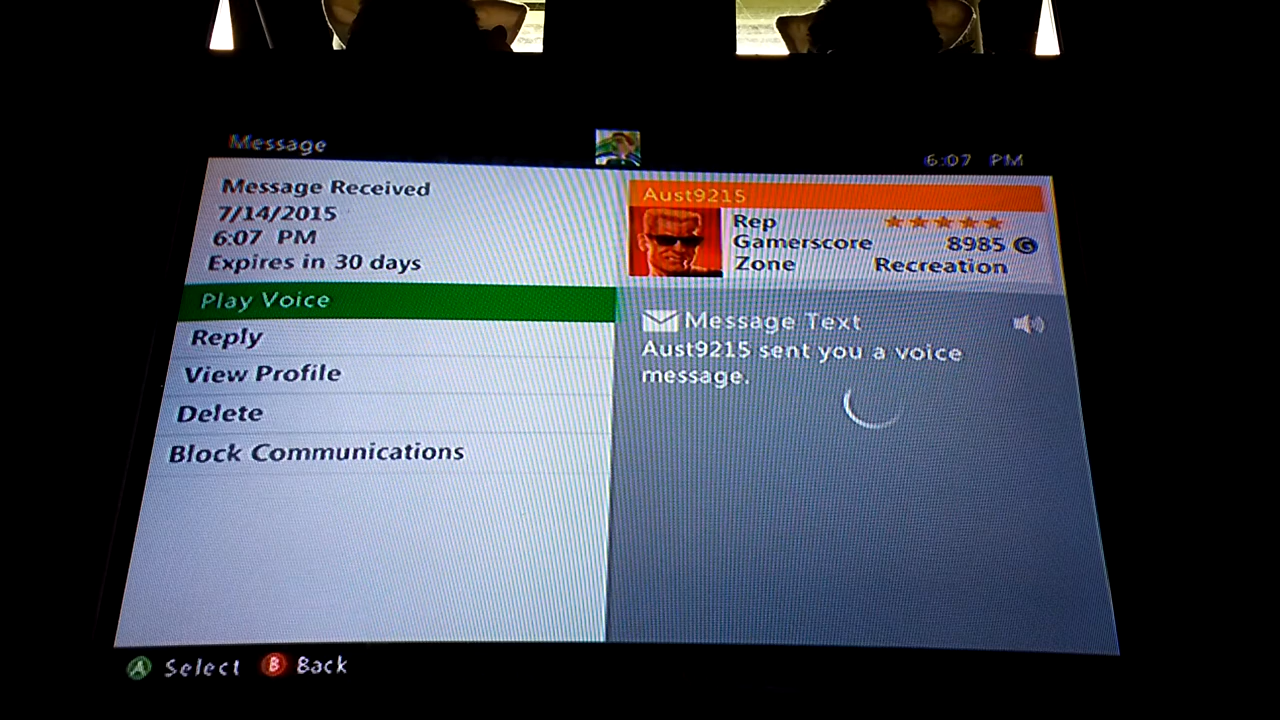 Message
6:07 PM
Message Received
7/14/2015
6:07 PM
Expires in 30 days
Play Voice
Reply
View Profile
Delete
Block Communications
Aust9215
Rep
Gamerscore 8985 G
Zone Recreation
Message Text
Aust9215 sent you a voice
message.
A Select B Back